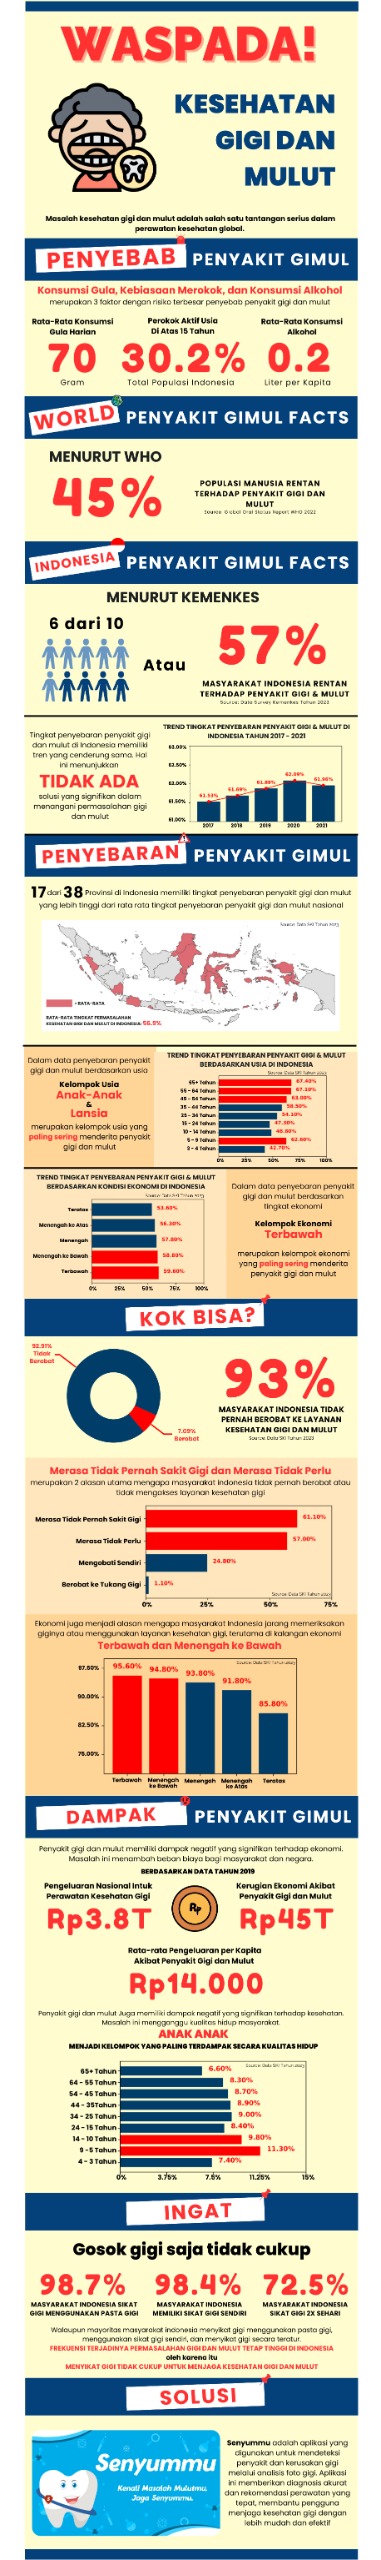 WASPADA!
KESEHATAN
GIGI DAN
MULUT
Masalah kesehatan gigi dan mulut adalah salah satu tantangan serius dalam
perawatan kesehatan global.
PENYEBAB PENYAKIT GIMUL
Konsumsi Gula, Kebiasaan Merokok, dan Konsumsi Alkohol
merupakan 3 faktor dengan risiko terbesar penyebab penyakit gigi dan mulut
Rata-Rata Konsumsi
Gula Harian
70
Gram
Perokok Aktif Usia
Di Atas 15 Tahun
30.2%
Total Populasi Indonesia
Rata-Rata Konsumsi
Alkohol
0.2
Liter per Kapita
WORLD PENYAKIT GIMUL FACTS
MENURUT WHO
45%
POPULASI MANUSIA RENTAN
TERHADAP PENYAKIT GIGI DAN
MULUT
Source: Global Oral Status Report WHO 2022
INDONESIA PENYAKIT GIMUL FACTS
MENURUT KEMENKES
6 dari 10
Atau
57%
MASYARAKAT INDONESIA RENTAN
TERHADAP PENYAKIT GIGI & MULUT
Source: Data Survey Kemenkes Tahun 2023
Tingkat penyebaran penyakit gigi
dan mulut di Indonesia memiliki
tren yang cenderung sama. Hal
ini menunjukkan
TIDAK ADA
solusi yang signifikan dalam
menangani permasalahan gigi
dan mulut
TREND TINGKAT PENYEBARAN PENYAKIT GIGI & MULUT DI
INDONESIA TAHUN 2017 - 2021
63.00%
62.50%
62.00%
61.50%
61.00%
61.53%
61.69%
61.89%
62.09%
61.96%
2017 2018 2019 2020 2021
PENYEBARAN PENYAKIT GIMUL
17 dari 38 Provinsi di Indonesia memiliki tingkat penyebaran penyakit gigi dan mulut
yang lebih tinggi dari rata rata tingkat penyebaran penyakit gigi dan mulut nasional
Source: Data SKI Tahun 2023
> RATA-RATA
RATA-RATA TINGKAT PERMASALAHAN
KESEHATAN GIGI DAN MULUT DI INDONESIA: 56.9%
Dalam data penyebaran penyakit
gigi dan mulut berdasarkan usia
Kelompok Usia
Anak-Anak
&
Lansia
merupakan kelompok usia yang
paling sering menderita penyakit
gigi dan mulut
TREND TINGKAT PENYEBARAN PENYAKIT GIGI & MULUT
BERDASARKAN USIA DI INDONESIA
Source: Data SKI Tahun 2023
65+ Tahun 67.40%
55 - 64 Tahun 67.10%
45 - 54 Tahun 63.00%
35 - 44 Tahun 58.50%
25 - 34 Tahun 54.10%
15 - 24 Tahun 47.30%
10 - 14 Tahun 48.80%
5 - 9 Tahun 62.80%
3 - 4 Tahun 42.70%
0% 25% 50% 75% 100%
TREND TINGKAT PENYEBARAN PENYAKIT GIGI & MULUT
BERDASARKAN KONDISI EKONOMI DI INDONESIA
Source: Data SKI Tahun 2023
Teratas 53.60%
Menengah ke Atas 56.30%
Menengah 57.80%
Menengah ke Bawah 58.80%
Terbawah 59.60%
0% 25% 50% 75% 100%
Dalam data penyebaran penyakit
gigi dan mulut berdasarkan
tingkat ekonomi
Kelompok Ekonomi
Terbawah
merupakan kelompok ekonomi
yang paling sering menderita
penyakit gigi dan mulut
KOK BISA?
92.91%
Tidak
Berobat
7.09%
Berobat
93%
MASYARAKAT INDONESIA TIDAK
PERNAH BEROBAT KE LAYANAN
KESEHATAN GIGI DAN MULUT
Source: Data SKI Tahun 2023
Merasa Tidak Pernah Sakit Gigi dan Merasa Tidak Perlu
merupakan 2 alasan utama mengapa masyarakat Indonesia tidak pernah berobat atau
tidak mengakses layanan kesehatan gigi
Merasa Tidak Pernah Sakit Gigi 61.10%
Merasa Tidak Perlu 57.00%
Mengobati Sendiri 24.80%
Berobat ke Tukang Gigi 1.10%
Source: Data SKI Tahun 2023
0% 25% 50% 75%
Ekonomi juga menjadi alasan mengapa masyarakat Indonesia jarang memeriksakan
giginya atau menggunakan layanan kesehatan gigi, terutama di kalangan ekonomi
Terbawah dan Menengah ke Bawah
Source: Data SKI Tahun 2023
97.50%
90.00%
82.50%
75.00%
95.60%
94.80%
93.80%
91.80%
85.80%
Terbawah Menengah Menengah Menengah Teratas
ke Bawah ke Atas
DAMPAK PENYAKIT GIMUL
Penyakit gigi dan mulut memiliki dampak negatif yang signifikan terhadap ekonomi.
Masalah ini menambah beban biaya bagi masyarakat dan negara.
BERDASARKAN DATA TAHUN 2019
Pengeluaran Nasional Intuk
Perawatan Kesehatan Gigi
Rp3.8T
Rp
Kerugian Ekonomi Akibat
Penyakit Gigi dan Mulut
Rp45T
Rata-rata Pengeluaran per Kapita
Akibat Penyakit Gigi dan Mulut
Rp14.000
Penyakit gigi dan mulut Juga memiliki dampak negatif yang signifikan terhadap kesehatan.
Masalah ini mengganggu kualitas hidup masyarakat.
ANAK ANAK
MENJADI KELOMPOK YANG PALING TERDAMPAK SECARA KUALITAS HIDUP
Source: Data SKI Tahun 2023
65+ Tahun 6.60%
64 - 55 Tahun 8.30%
54 - 45 Tahun 8.70%
44 - 35Tahun 8.90%
34 - 25 Tahun 9.00%
24 - 15 Tahun 8.40%
14 - 10 Tahun 9.80%
9 - 5 Tahun 11.30%
4 - 3 Tahun 7.40%
0% 3.75% 7.5% 11.25% 15%
INGAT
Gosok gigi saja tidak cukup
98.7%
MASYARAKAT INDONESIA SIKAT
GIGI MENGGUNAKAN PASTA GIGI
98.4%
MASYARAKAT INDONESIA
MEMILIKI SIKAT GIGI SENDIRI
72.5%
MASYARAKAT INDONESIA
SIKAT GIGI 2X SEHARI
Walaupun mayoritas masyarakat indonesia menyikat gigi menggunakan pasta gigi,
menggunakan sikat gigi sendiri, dan menyikat gigi secara teratur.
FREKUENSI TERJADINYA PERMASALAHAN GIGI DAN MULUT TETAP TINGGI DI INDONESIA
oleh karena itu
MENYIKAT GIGI TIDAK CUKUP UNTUK MENJAGA KESEHATAN GIGI DAN MULUT
SOLUSI
Senyummu
Kenali Masalah Mulutmu,
Jaga Senyummu.
Senyummu adalah aplikasi yang
digunakan untuk mendeteksi
penyakit dan kerusakan gigi
melalui analisis foto gigi. Aplikasi
ini memberikan diagnosis akurat
dan rekomendasi perawatan yang
tepat, membantu pengguna
menjaga kesehatan gigi dengan
lebih mudah dan efektif